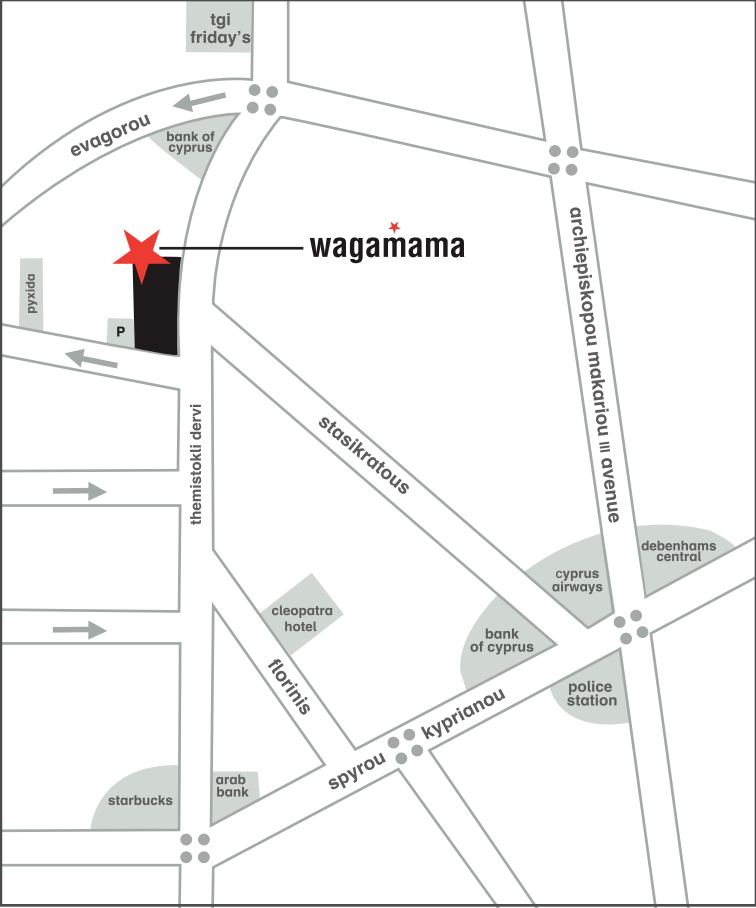 tgi
friday's
evagorou
bank of
cyprus
wagamama
pyxida
P
archiepiskopou makariou III avenue
themistokli dervi
stasikratous
debenhams
central
cyprus
airways
cleopatra
hotel
bank
of cyprus
florinis
police
station
spyrou kyprianou
arab
bank
starbucks